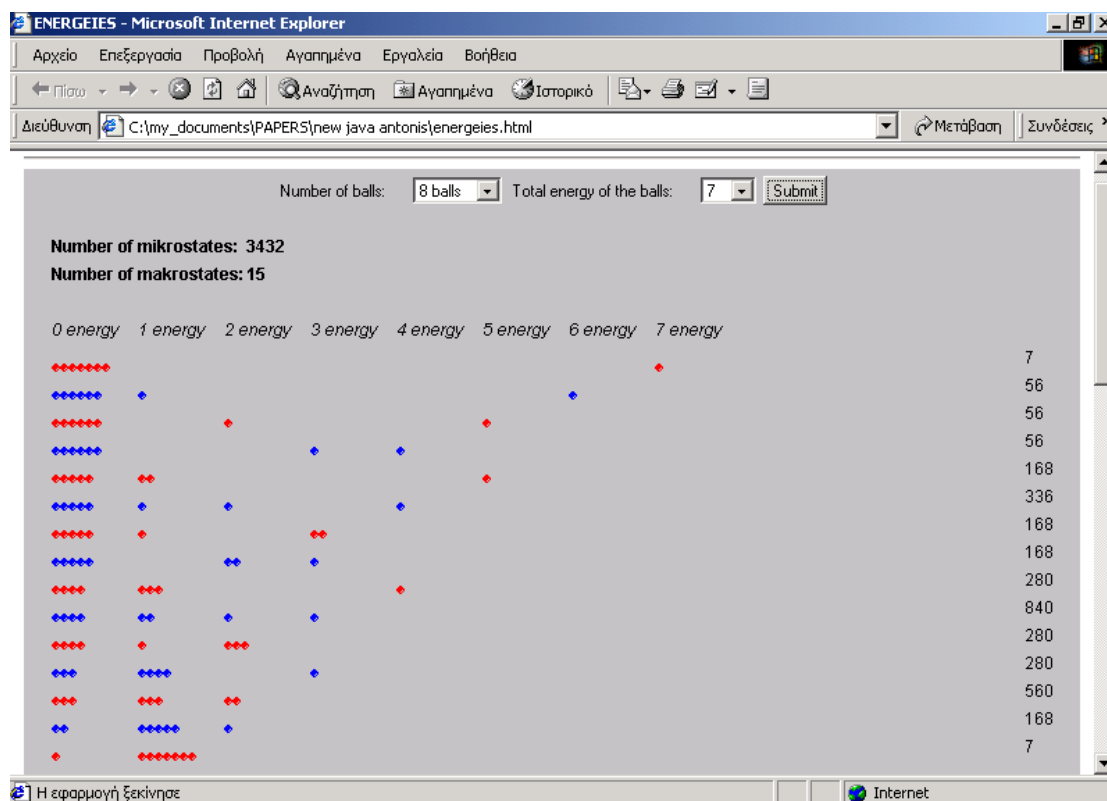 ENERGEIES - Microsoft Internet Explorer
Αρχείο Επεξεργασία Προβολή Αγαπημένα Εργαλεία Βοήθεια
Πίσω Αναζήτηση Αγαπημένα Ιστορικό
Διεύθυνση C:\my_documents\PAPERS\new java antonis\energeies.html Μετάβαση Συνδέσεις
Number of balls: 8 balls Total energy of the balls: 7 Submit
Number of mikrostates: 3432
Number of makrostates: 15
0 energy 1 energy 2 energy 3 energy 4 energy 5 energy 6 energy 7 energy
7
56
56
56
168
336
168
168
280
840
280
280
560
168
7
Η εφαρμογή ξεκίνησε Internet